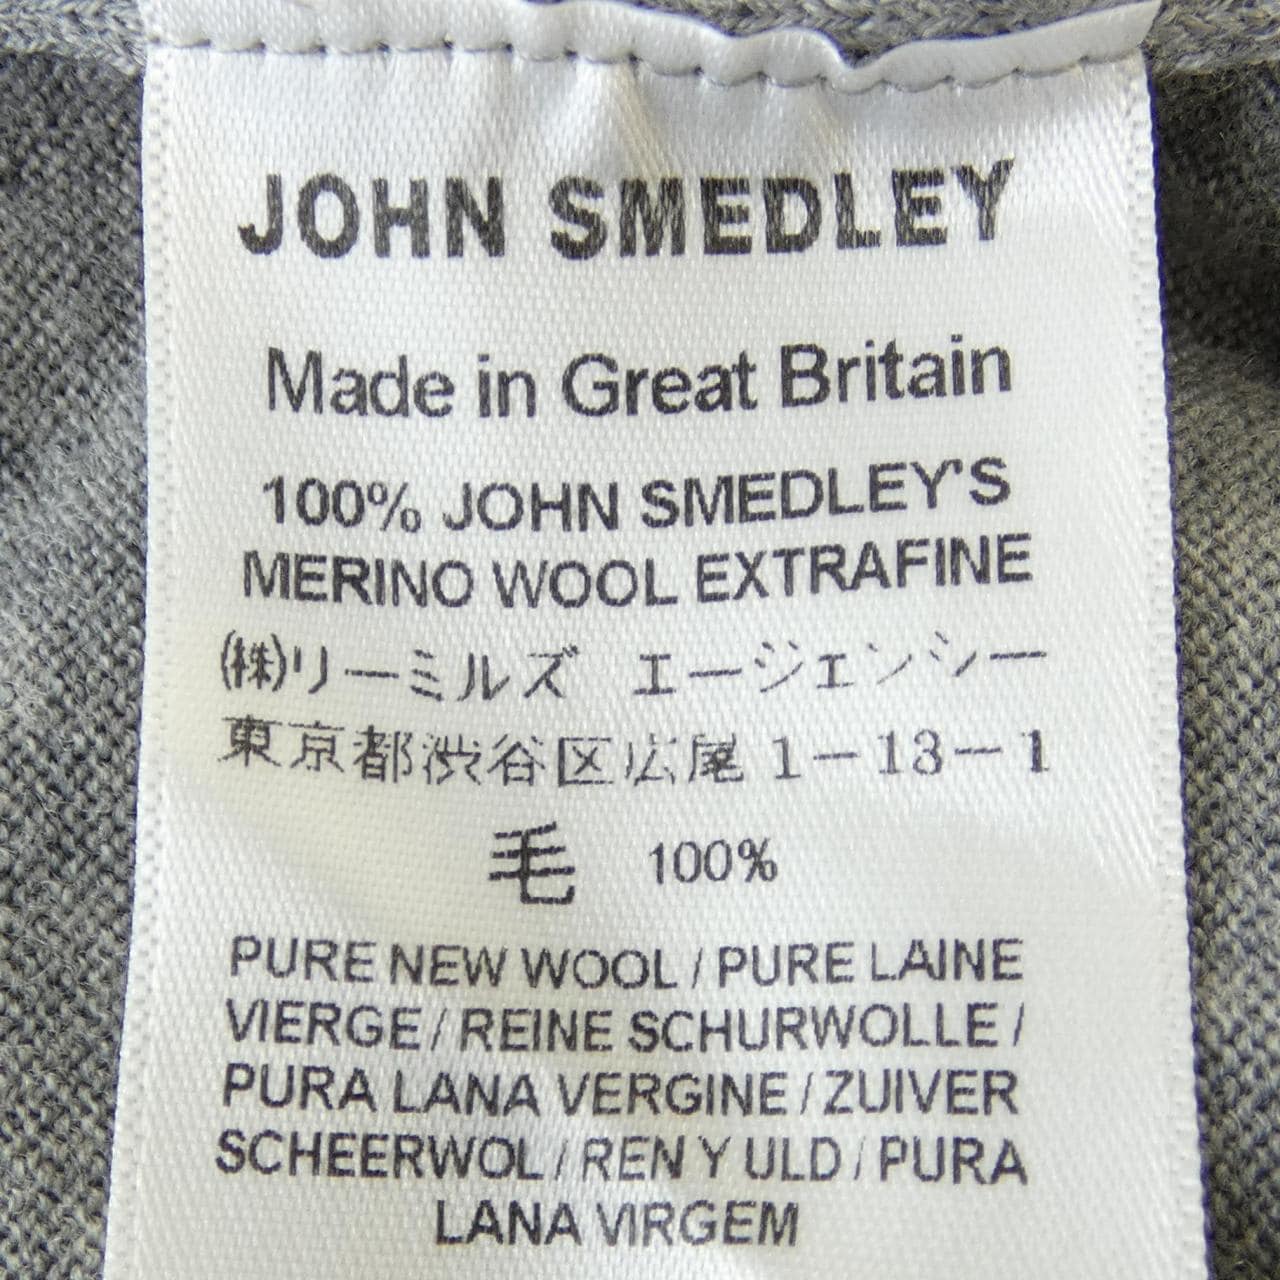 JOHN SMEDLEY
Made in Great Britain
100% JOHN SMEDLEY'S
MERINO WOOL EXTRAFINE
(株)リーミルズ　エージェンシー
東京都渋谷区広尾1-13-1
毛　100%
PURE NEW WOOL / PURE LAINE
VIERGE / REINE SCHURWOLLE /
PURA LANA VERGINE / ZUIVER
SCHEERWOL / REN Y ULD / PURA
LANA VIRGEM